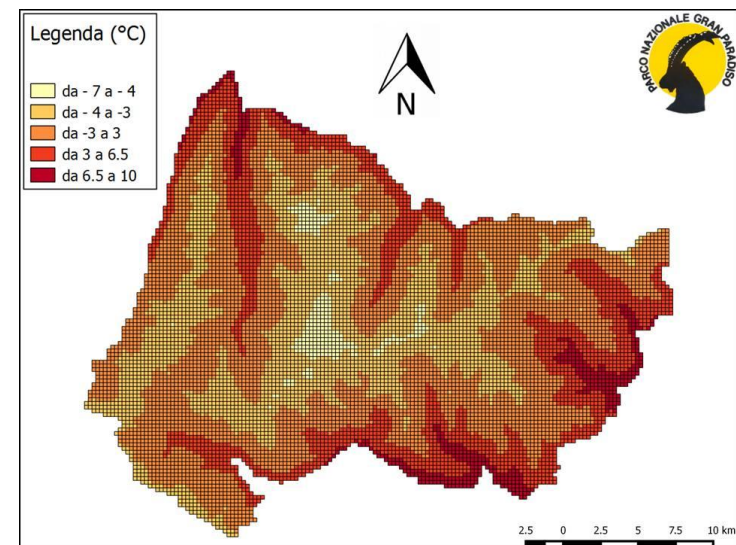 Legenda (°C)
da - 7 a - 4
da - 4 a -3
da -3 a 3
da 3 a 6.5
da 6.5 a 10
N
PARCO NAZIONALE GRAN PARADISO
2.5 0 2.5 5 7.5 10 km